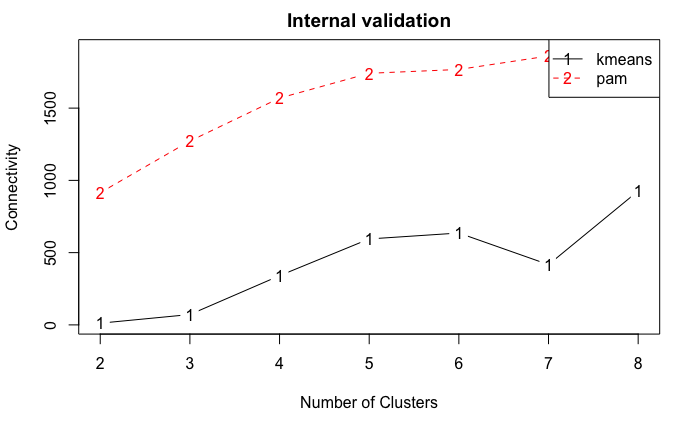 Internal validation
1 kmeans
2 pam
Connectivity
1500
1000
500
0
2 2 2 2 2 2
1 1 1 1 1 1 1
2 3 4 5 6 7 8
Number of Clusters